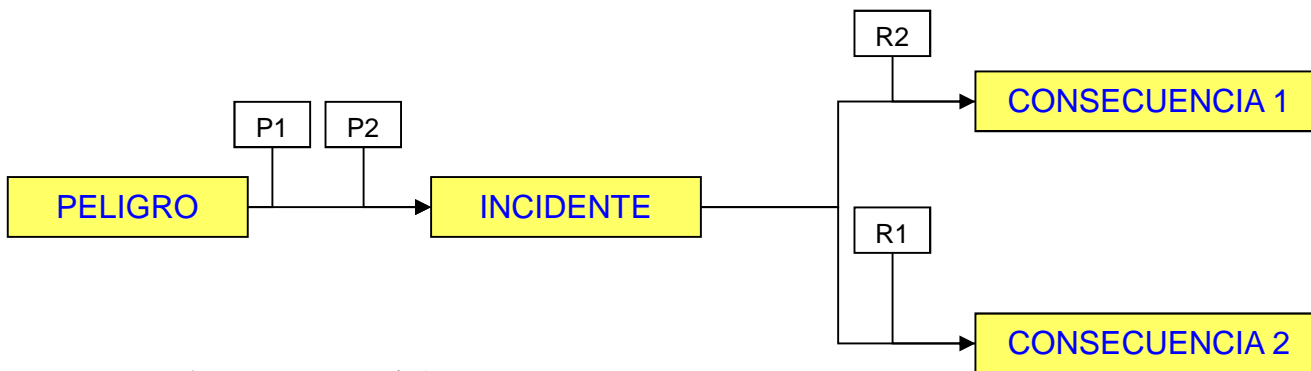 R2
CONSECUENCIA 1
P1
P2
PELIGRO
INCIDENTE
R1
CONSECUENCIA 2